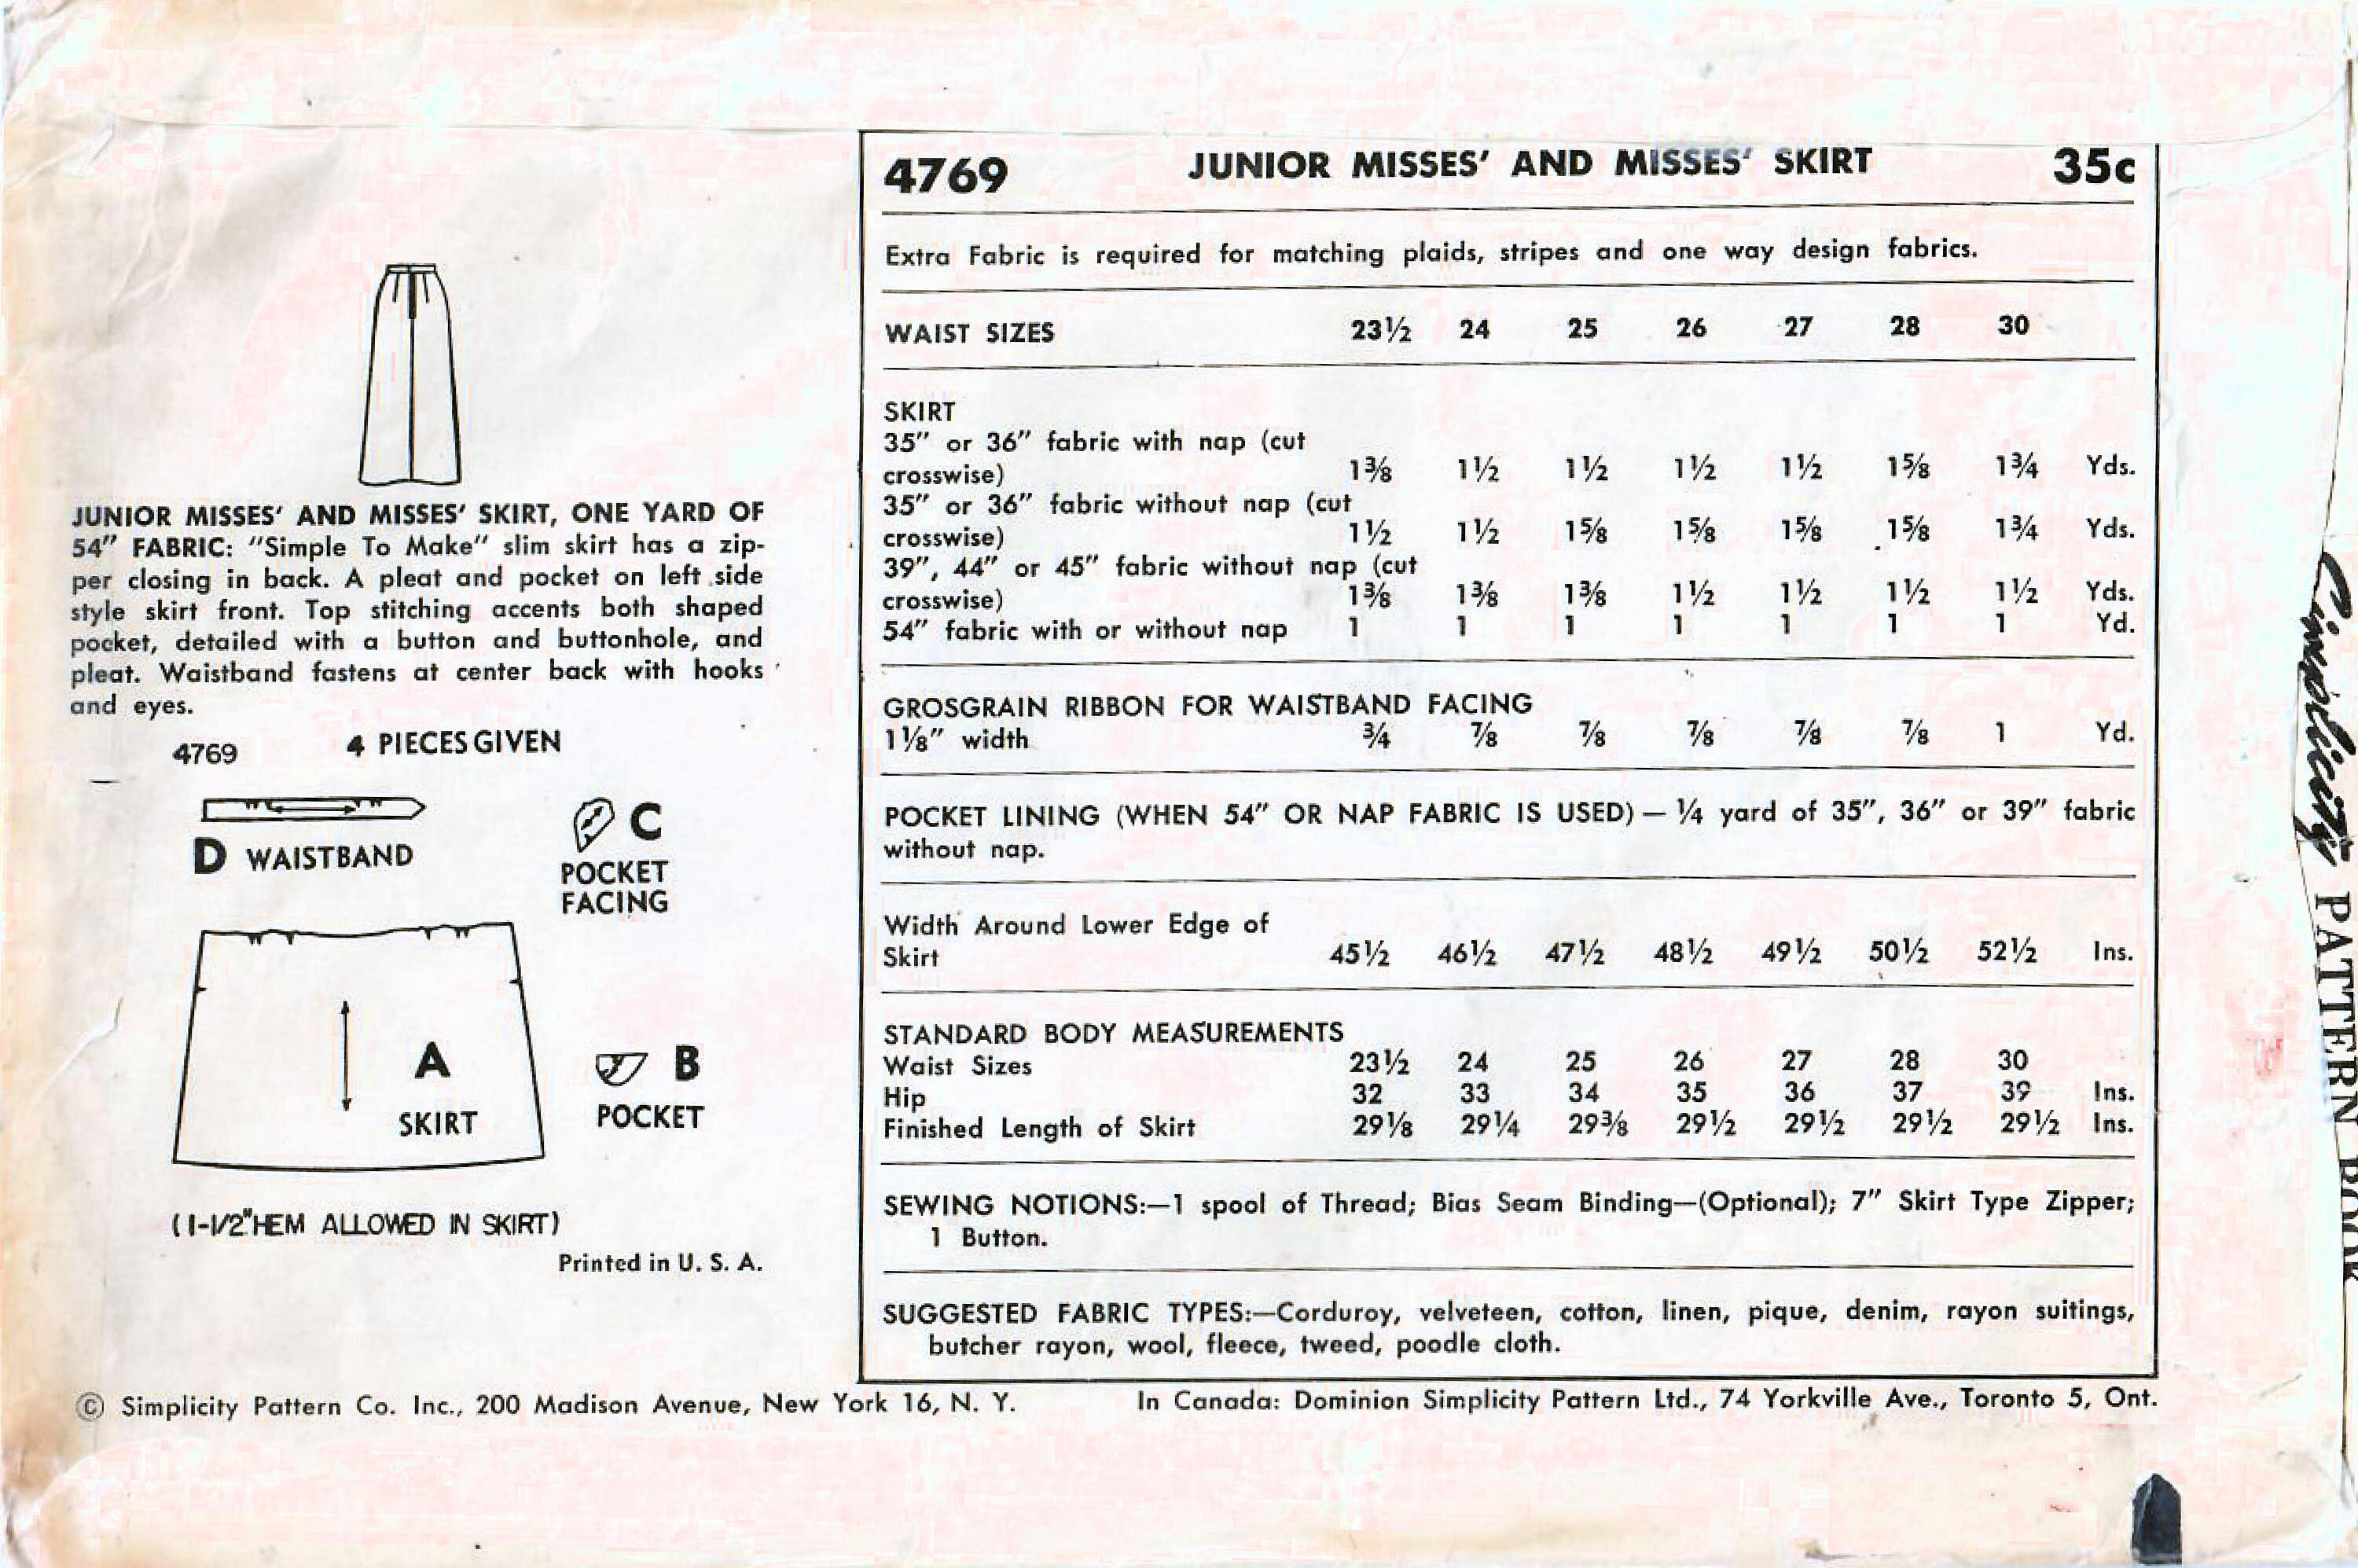 JUNIOR MISSES' AND MISSES' SKIRT, ONE YARD OF
54" FABRIC: "Simple To Make" slim skirt has a zip-
per closing in back. A pleat and pocket on left side
style skirt front. Top stitching accents both shaped
pocket, detailed with a button and buttonhole, and
pleat. Waistband fastens at center back with hooks
and eyes.
4769 4 PIECES GIVEN
D WAISTBAND
C
POCKET
FACING
A
SKIRT
B
POCKET
(1-1/2" HEM ALLOWED IN SKIRT)
Printed in U. S. A.
4769 JUNIOR MISSES' AND MISSES' SKIRT 35c
Extra Fabric is required for matching plaids, stripes and one way design fabrics.
WAIST SIZES 23½ 24 25 26 27 28 30
SKIRT
35" or 36" fabric with nap (cut
crosswise) 1⅜ 1½ 1½ 1½ 1½ 1⅝ 1¾ Yds.
35" or 36" fabric without nap (cut
crosswise) 1½ 1½ 1⅝ 1⅝ 1⅝ 1⅝ 1¾ Yds.
39", 44" or 45" fabric without nap (cut
crosswise) 1⅜ 1⅜ 1⅜ 1½ 1½ 1½ 1½ Yds.
54" fabric with or without nap 1 1 1 1 1 1 1 Yd.
GROSGRAIN RIBBON FOR WAISTBAND FACING
1⅛" width ¾ ⅞ ⅞ ⅞ ⅞ ⅞ 1 Yd.
POCKET LINING (WHEN 54" OR NAP FABRIC IS USED) — ¼ yard of 35", 36" or 39" fabric
without nap.
Width Around Lower Edge of
Skirt 45½ 46½ 47½ 48½ 49½ 50½ 52½ Ins.
STANDARD BODY MEASUREMENTS
Waist Sizes 23½ 24 25 26 27 28 30
Hip 32 33 34 35 36 37 39 Ins.
Finished Length of Skirt 29⅛ 29¼ 29⅜ 29½ 29½ 29½ 29½ Ins.
SEWING NOTIONS:—1 spool of Thread; Bias Seam Binding—(Optional); 7" Skirt Type Zipper;
1 Button.
SUGGESTED FABRIC TYPES:—Corduroy, velveteen, cotton, linen, pique, denim, rayon suitings,
butcher rayon, wool, fleece, tweed, poodle cloth.
© Simplicity Pattern Co. Inc., 200 Madison Avenue, New York 16, N. Y. In Canada: Dominion Simplicity Pattern Ltd., 74 Yorkville Ave., Toronto 5, Ont.
Simplicity PATTERN